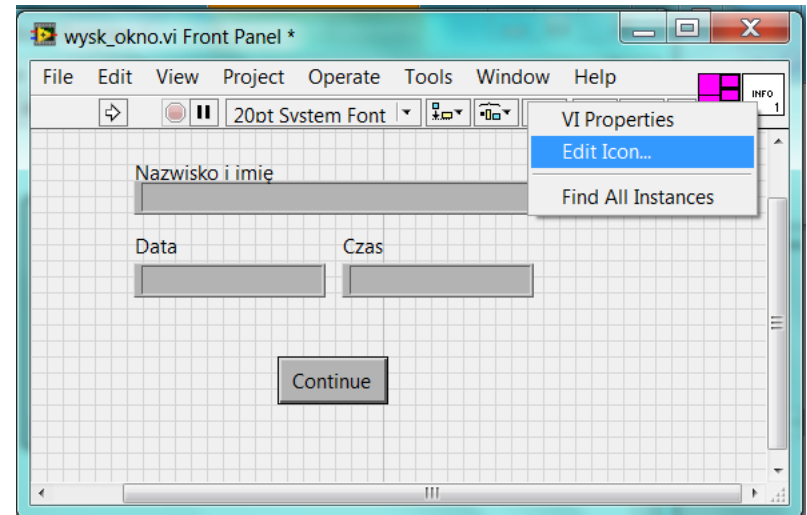 wysk_okno.vi Front Panel *
File Edit View Project Operate Tools Window Help
INFO
1
20pt System Font
VI Properties
Edit Icon...
Find All Instances
Nazwisko i imię
Data Czas
Continue